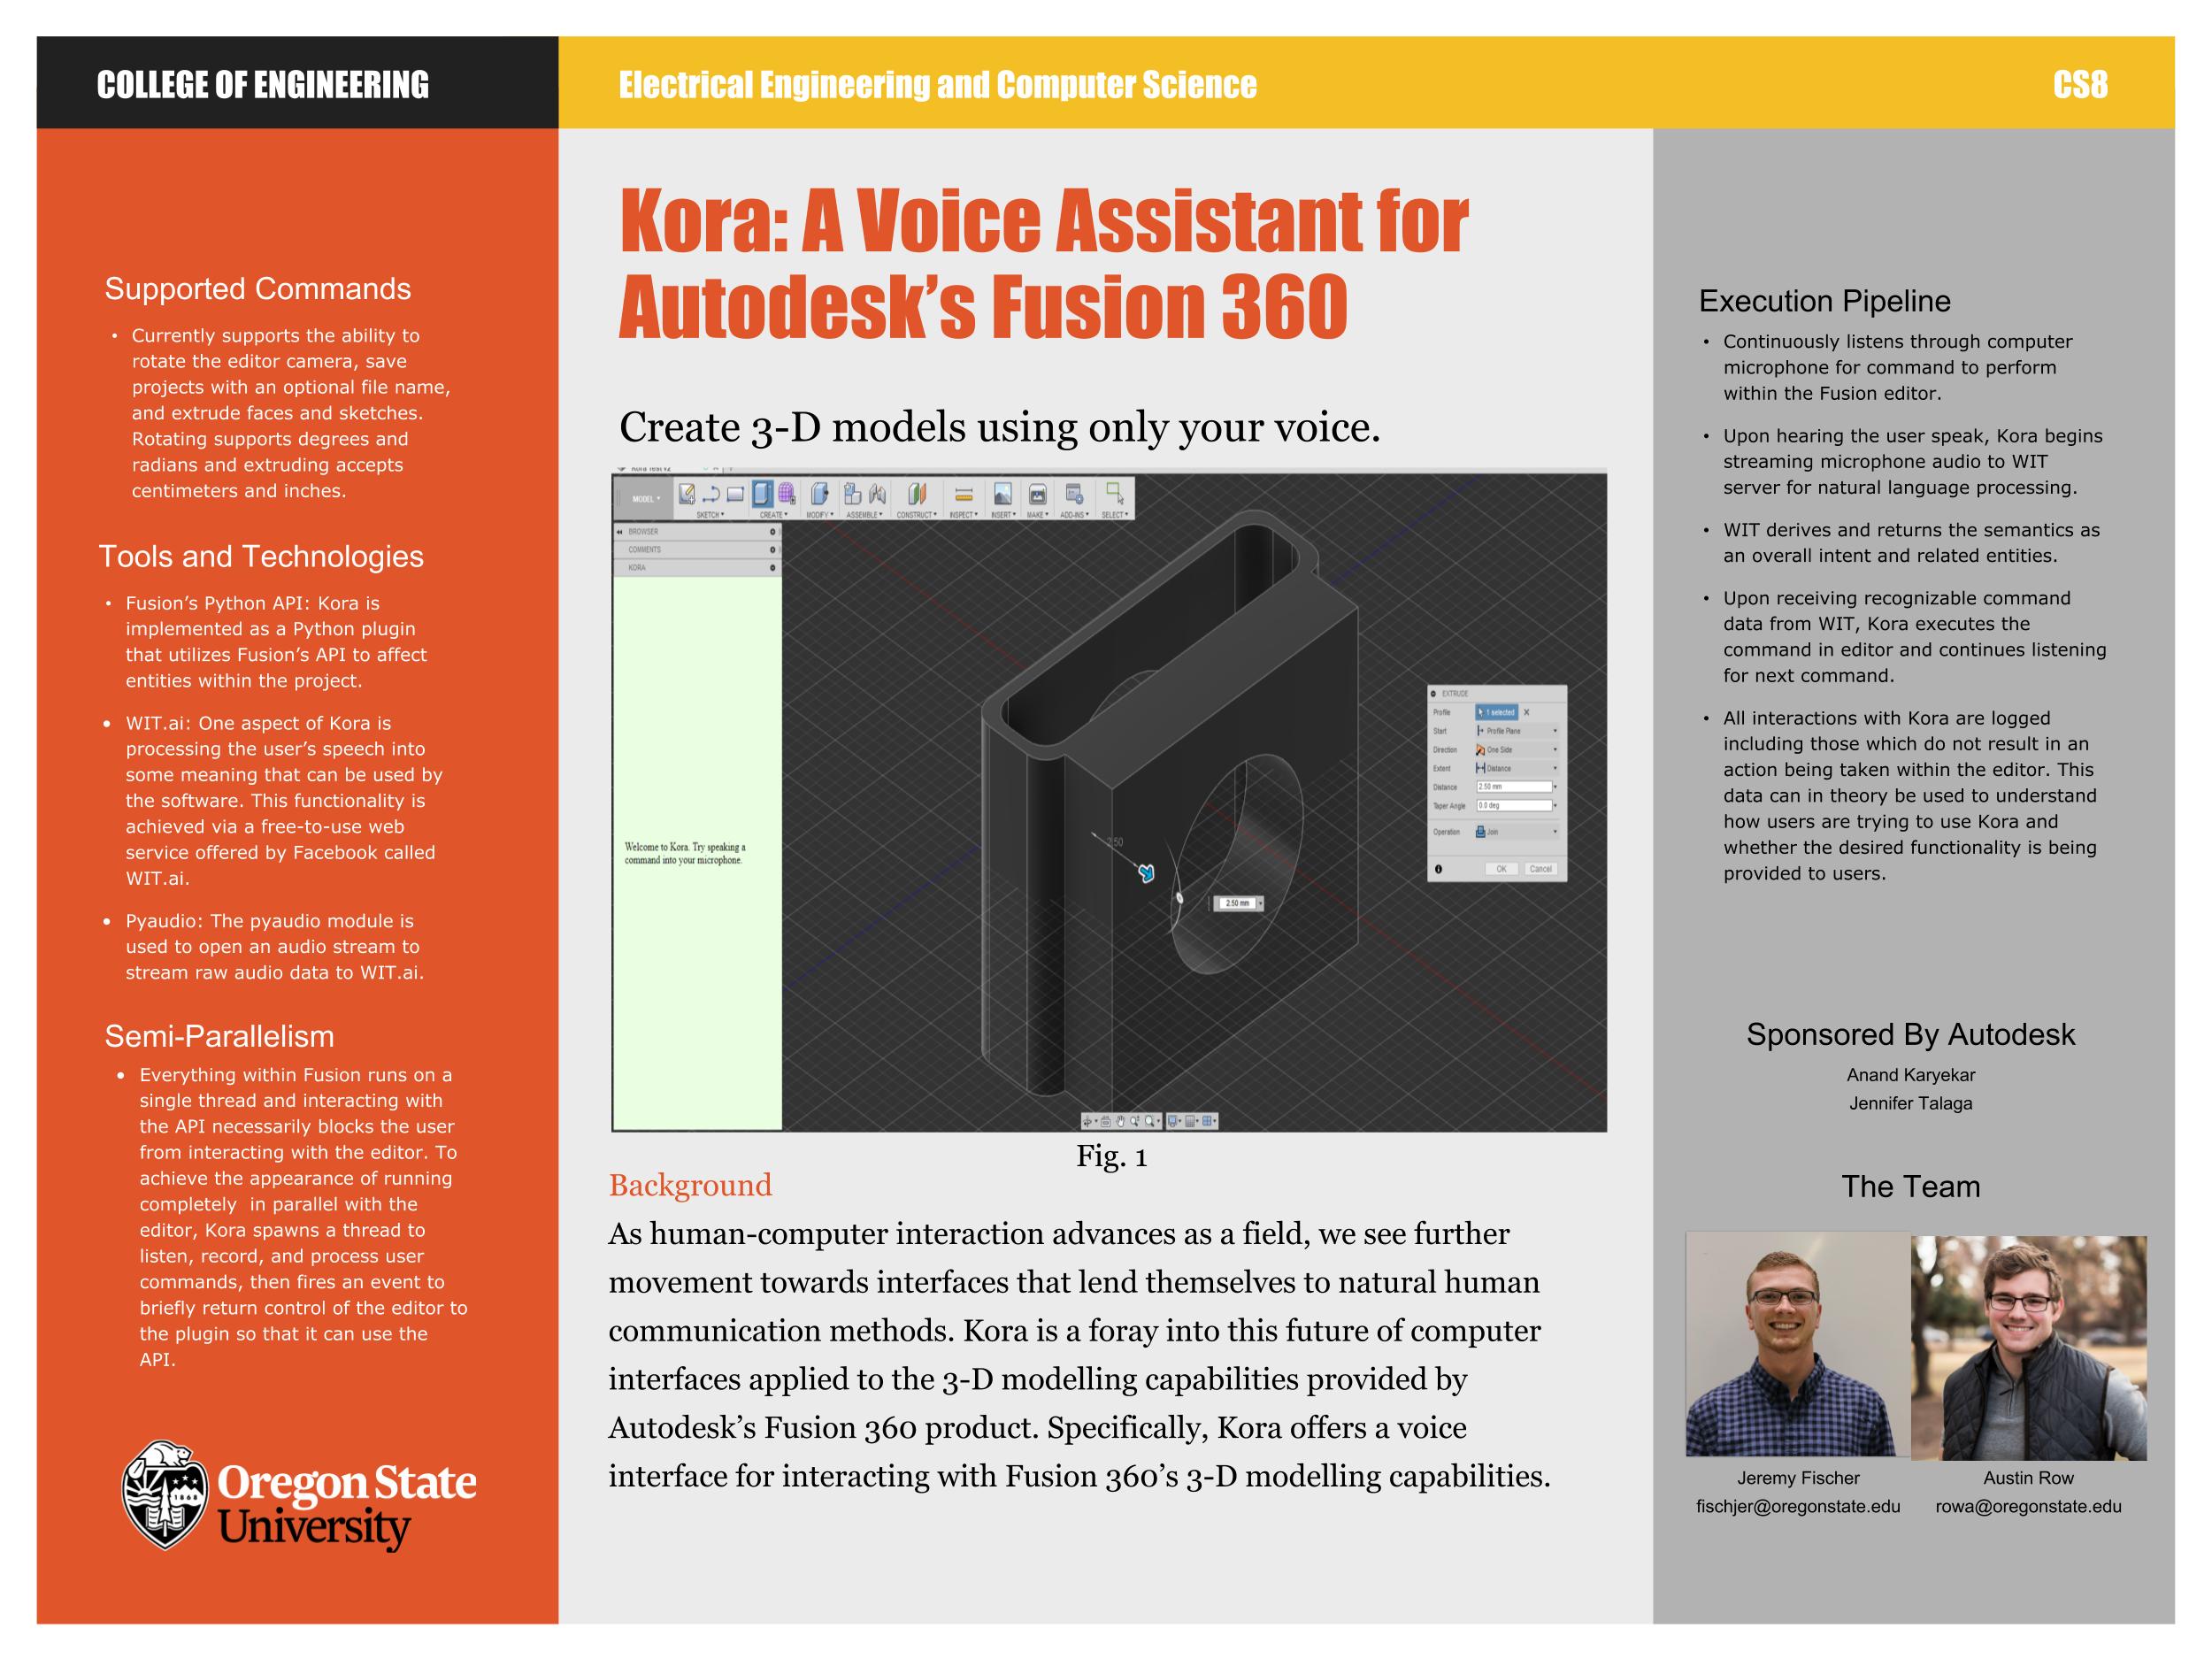 COLLEGE OF ENGINEERING
Electrical Engineering and Computer Science
CS8
Supported Commands
• Currently supports the ability to
rotate the editor camera, save
projects with an optional file name,
and extrude faces and sketches.
Rotating supports degrees and
radians and extruding accepts
centimeters and inches.
Tools and Technologies
• Fusion’s Python API: Kora is
implemented as a Python plugin
that utilizes Fusion’s API to affect
entities within the project.
• WIT.ai: One aspect of Kora is
processing the user’s speech into
some meaning that can be used by
the software. This functionality is
achieved via a free-to-use web
service offered by Facebook called
WIT.ai.
• Pyaudio: The pyaudio module is
used to open an audio stream to
stream raw audio data to WIT.ai.
Semi-Parallelism
• Everything within Fusion runs on a
single thread and interacting with
the API necessarily blocks the user
from interacting with the editor. To
achieve the appearance of running
completely  in parallel with the
editor, Kora spawns a thread to
listen, record, and process user
commands, then fires an event to
briefly return control of the editor to
the plugin so that it can use the
API.
Oregon State
University
Kora: A Voice Assistant for
Autodesk’s Fusion 360
Create 3-D models using only your voice.
Kora Test v2
MODEL
SKETCH CREATE MODIFY ASSEMBLE CONSTRUCT INSPECT INSERT MAKE ADD-INS SELECT
BROWSER
COMMENTS
KORA
Welcome to Kora. Try speaking a
command into your microphone.
2.50
2.50 mm
EXTRUDE
Profile 1 selected X
Start Profile Plane
Direction One Side
Extent Distance
Distance 2.50 mm
Taper Angle 0.0 deg
Operation Join
OK Cancel
Fig. 1
Background
As human-computer interaction advances as a field, we see further
movement towards interfaces that lend themselves to natural human
communication methods. Kora is a foray into this future of computer
interfaces applied to the 3-D modelling capabilities provided by
Autodesk’s Fusion 360 product. Specifically, Kora offers a voice
interface for interacting with Fusion 360’s 3-D modelling capabilities.
Execution Pipeline
• Continuously listens through computer
microphone for command to perform
within the Fusion editor.
• Upon hearing the user speak, Kora begins
streaming microphone audio to WIT
server for natural language processing.
• WIT derives and returns the semantics as
an overall intent and related entities.
• Upon receiving recognizable command
data from WIT, Kora executes the
command in editor and continues listening
for next command.
• All interactions with Kora are logged
including those which do not result in an
action being taken within the editor. This
data can in theory be used to understand
how users are trying to use Kora and
whether the desired functionality is being
provided to users.
Sponsored By Autodesk
Anand Karyekar
Jennifer Talaga
The Team
Jeremy Fischer
fischjer@oregonstate.edu
Austin Row
rowa@oregonstate.edu